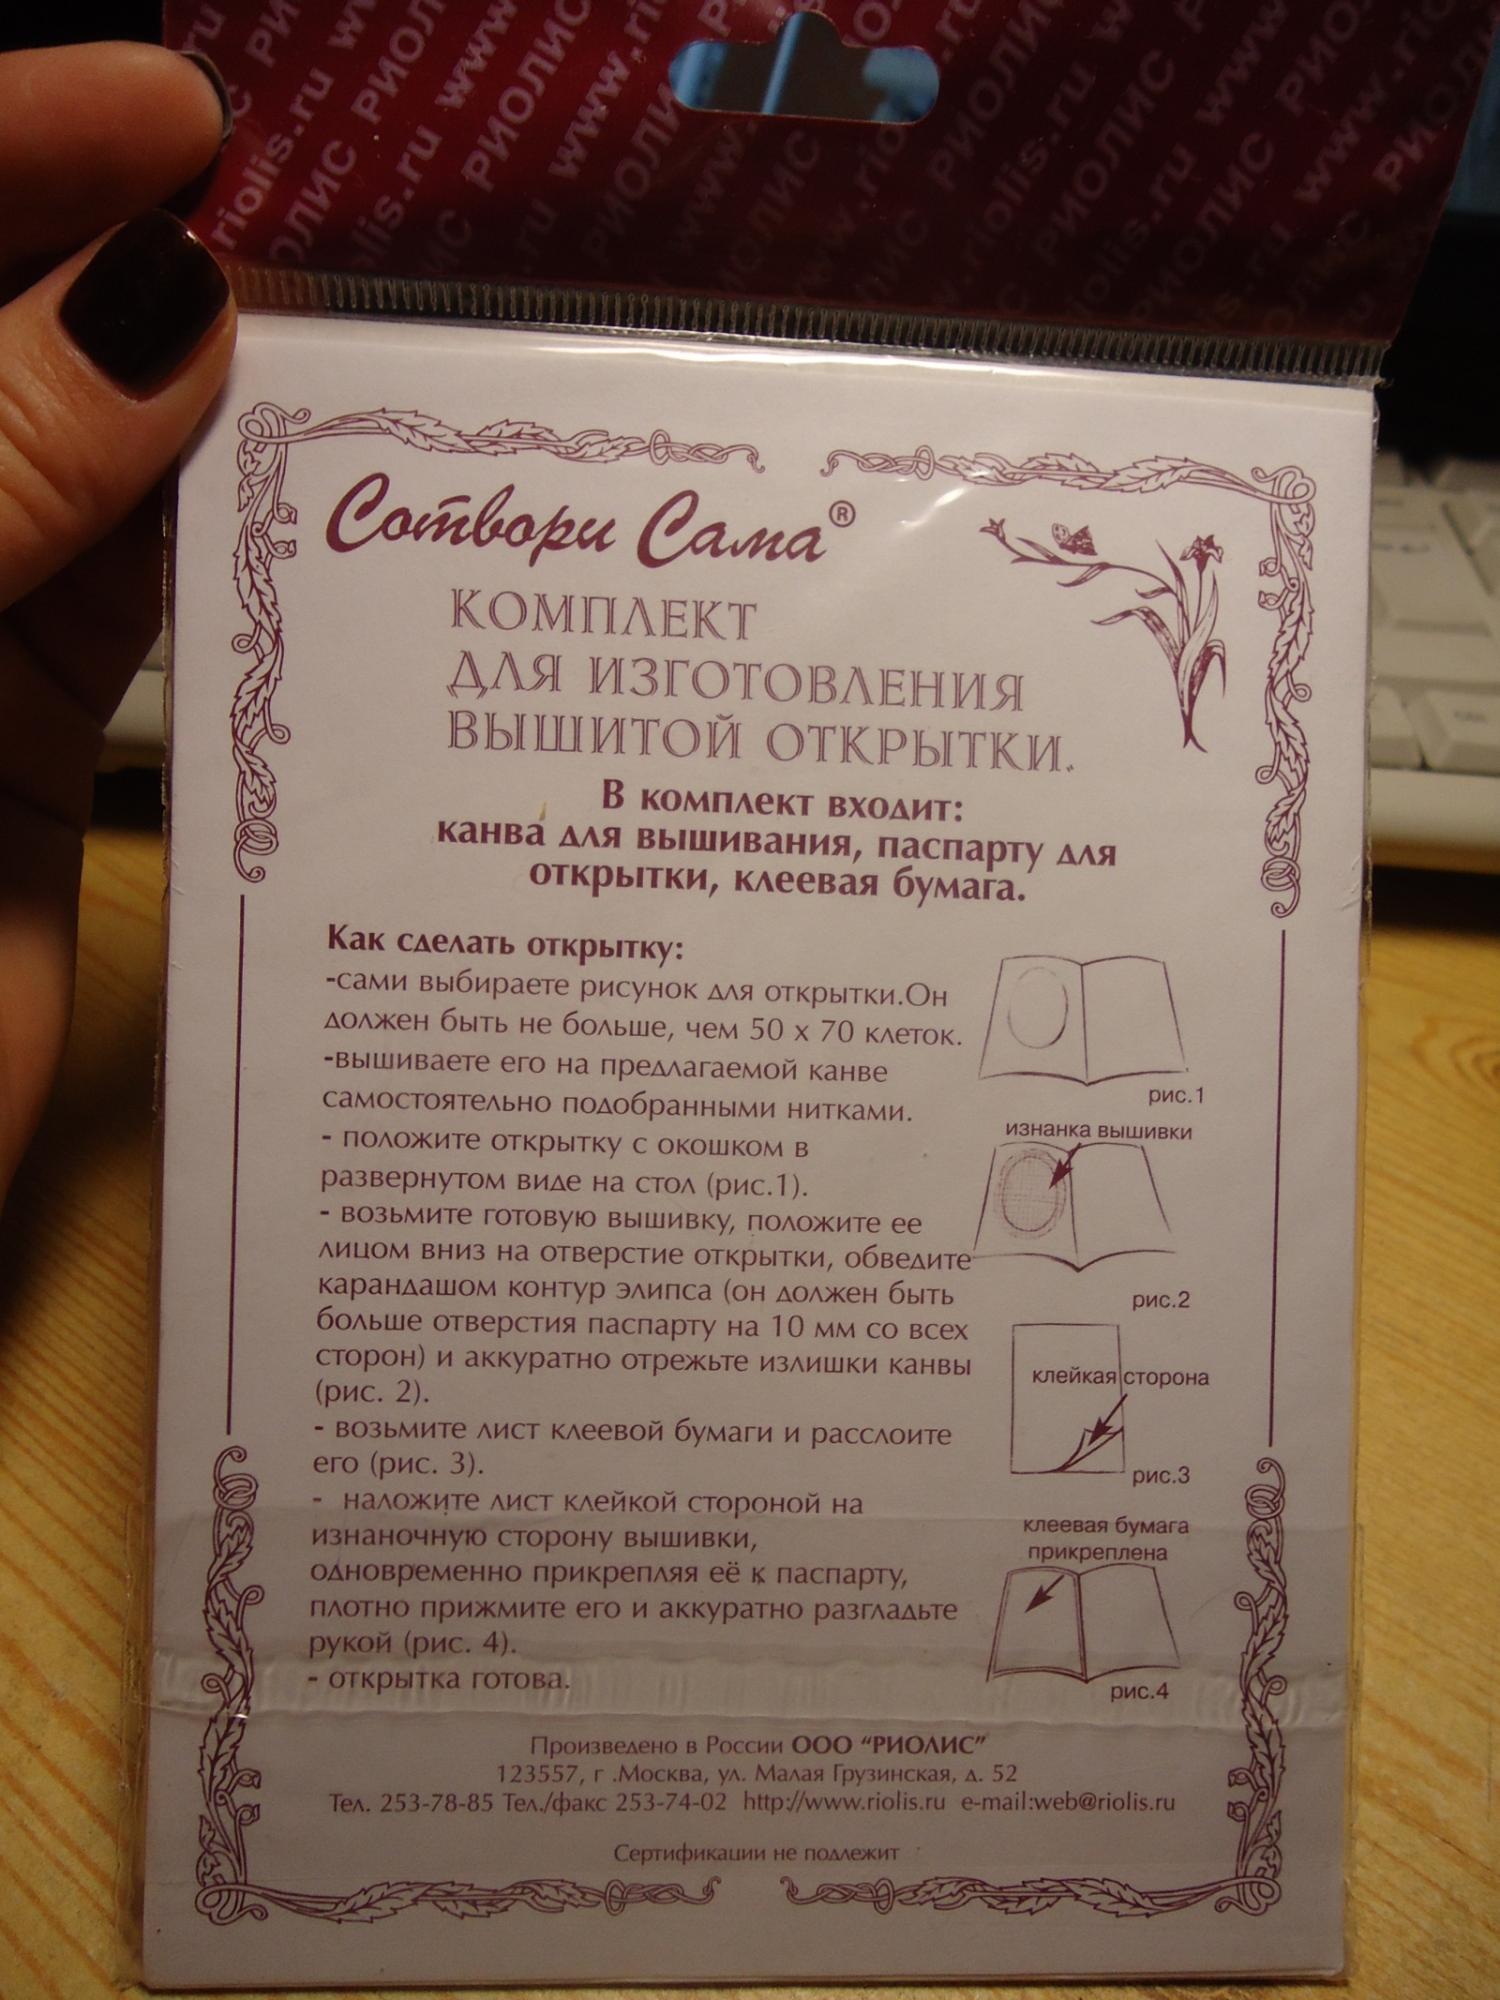 РИОЛИС www.riolis.ru РИОЛИС www.riolis.ru
Сотвори Сама®
КОМПЛЕКТ
ДЛЯ ИЗГОТОВЛЕНИЯ
ВЫШИТОЙ ОТКРЫТКИ.
В комплект входит:
канва для вышивания, паспарту для
открытки, клеевая бумага.
Как сделать открытку:
-сами выбираете рисунок для открытки.Он
должен быть не больше, чем 50 х 70 клеток.
-вышиваете его на предлагаемой канве
самостоятельно подобранными нитками.
- положите открытку с окошком в
развернутом виде на стол (рис.1).
- возьмите готовую вышивку, положите ее
лицом вниз на отверстие открытки, обведите
карандашом контур элипса (он должен быть
больше отверстия паспарту на 10 мм со всех
сторон) и аккуратно отрежьте излишки канвы
(рис. 2).
- возьмите лист клеевой бумаги и расслоите
его (рис. 3).
- наложите лист клейкой стороной на
изнаночную сторону вышивки,
одновременно прикрепляя её к паспарту,
плотно прижмите его и аккуратно разгладьте
рукой (рис. 4).
- открытка готова.
рис.1
изнанка вышивки
рис.2
клейкая сторона
рис.3
клеевая бумага
прикреплена
рис.4
Произведено в России ООО “РИОЛИС”
123557, г .Москва, ул. Малая Грузинская, д. 52
Тел. 253-78-85 Тел./факс 253-74-02 http://www.riolis.ru e-mail:web@riolis.ru
Сертификации не подлежит